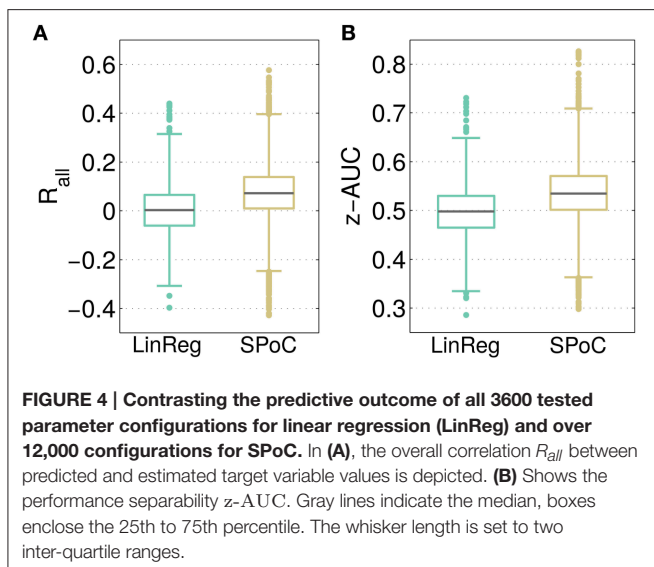 A
B
0.6
0.4
0.2
0
−0.2
−0.4
R_all
LinReg
SPoC
0.8
0.7
0.6
0.5
0.4
0.3
z−AUC
LinReg
SPoC
FIGURE 4 | Contrasting the predictive outcome of all 3600 tested
parameter configurations for linear regression (LinReg) and over
12,000 configurations for SPoC. In (A), the overall correlation R_all between
predicted and estimated target variable values is depicted. (B) Shows the
performance separability z-AUC. Gray lines indicate the median, boxes
enclose the 25th to 75th percentile. The whisker length is set to two
inter-quartile ranges.